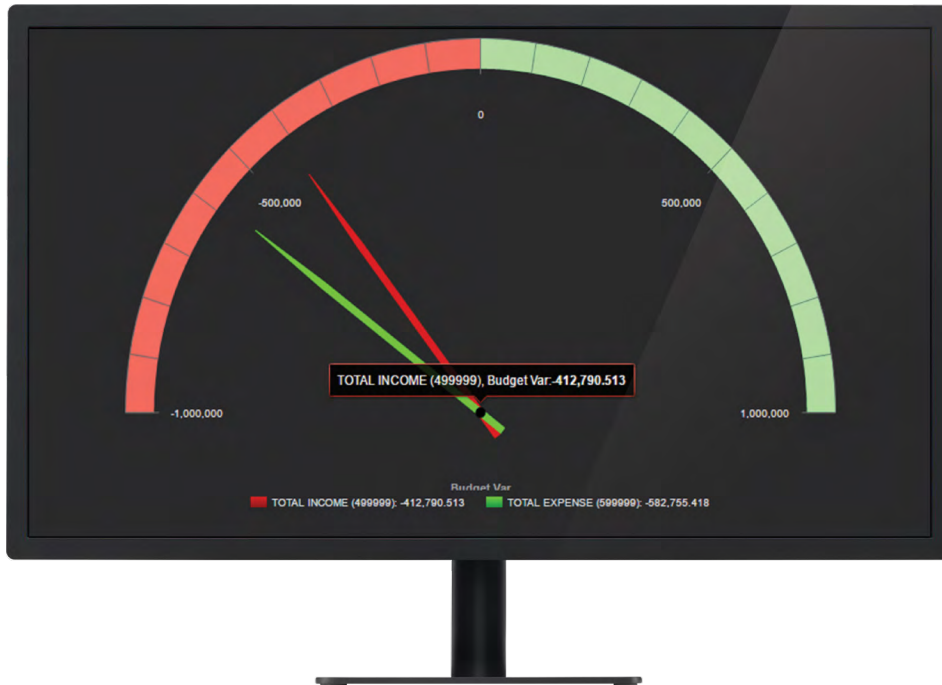 0
-500,000
500,000
TOTAL INCOME (499999), Budget Var:-412,790.513
-1,000,000
1,000,000
Budget Var
TOTAL INCOME (499999): -412,790.513
TOTAL EXPENSE (599999): -582,755.418